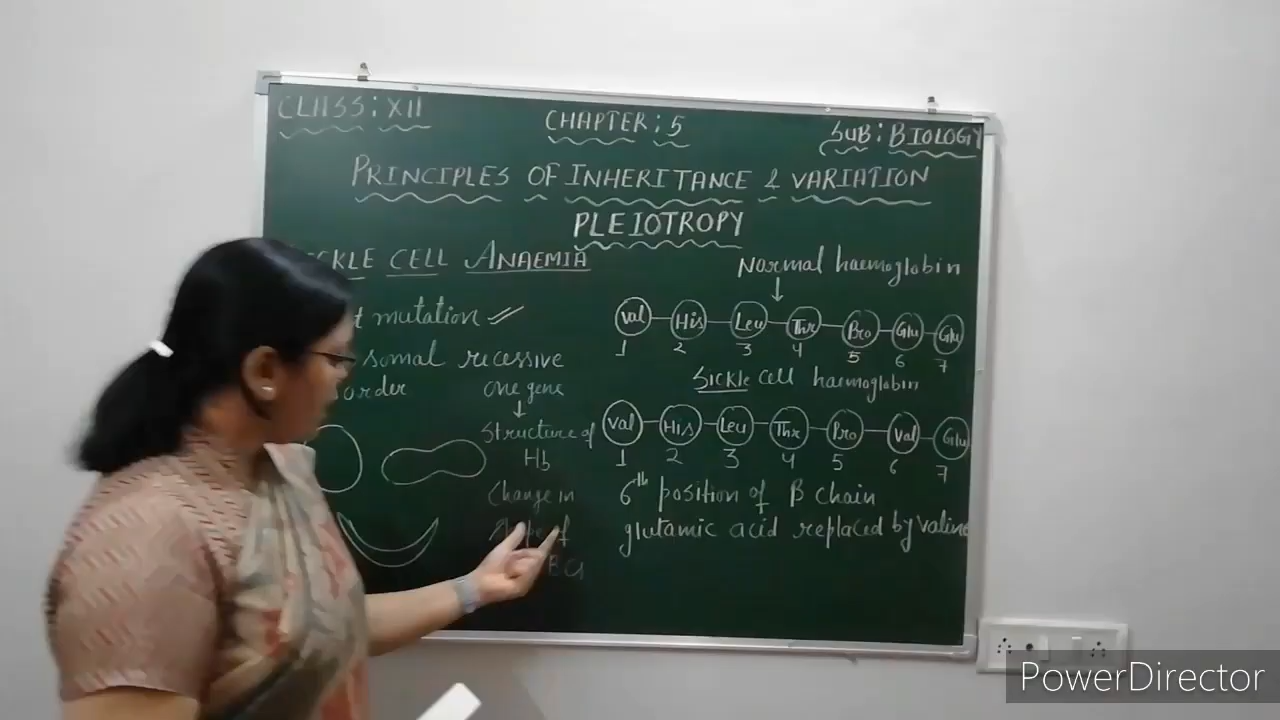 CLASS: XII
CHAPTER: 5
SUB: BIOLOGY
PRINCIPLES OF INHERITANCE & VARIATION
PLEIOTROPY
CKLE CELL ANAEMIA
Normal haemoglobin
t mutation
Val His Leu Thr Pro Glu Glu
1 2 3 4 5 6 7
somal recessive
order
one gene
Structure of
Hb
Change in
of
Sickle cell haemoglobin
Val His Leu Thr Pro Val Glu
1 2 3 4 5 6 7
6th position of B chain
glutamic acid replaced by valine
PowerDirector